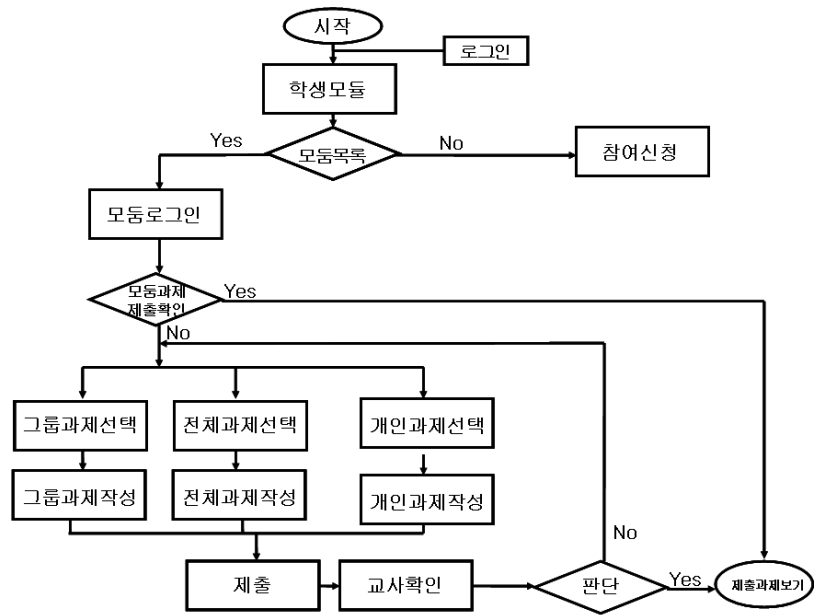 시작
로그인
학생모듈
Yes
모둠목록
No
참여신청
모둠로그인
모둠과제
제출확인
Yes
No
그룹과제선택
전체과제선택
개인과제선택
그룹과제작성
전체과제작성
개인과제작성
No
제출
교사확인
판단
Yes
제출과제보기